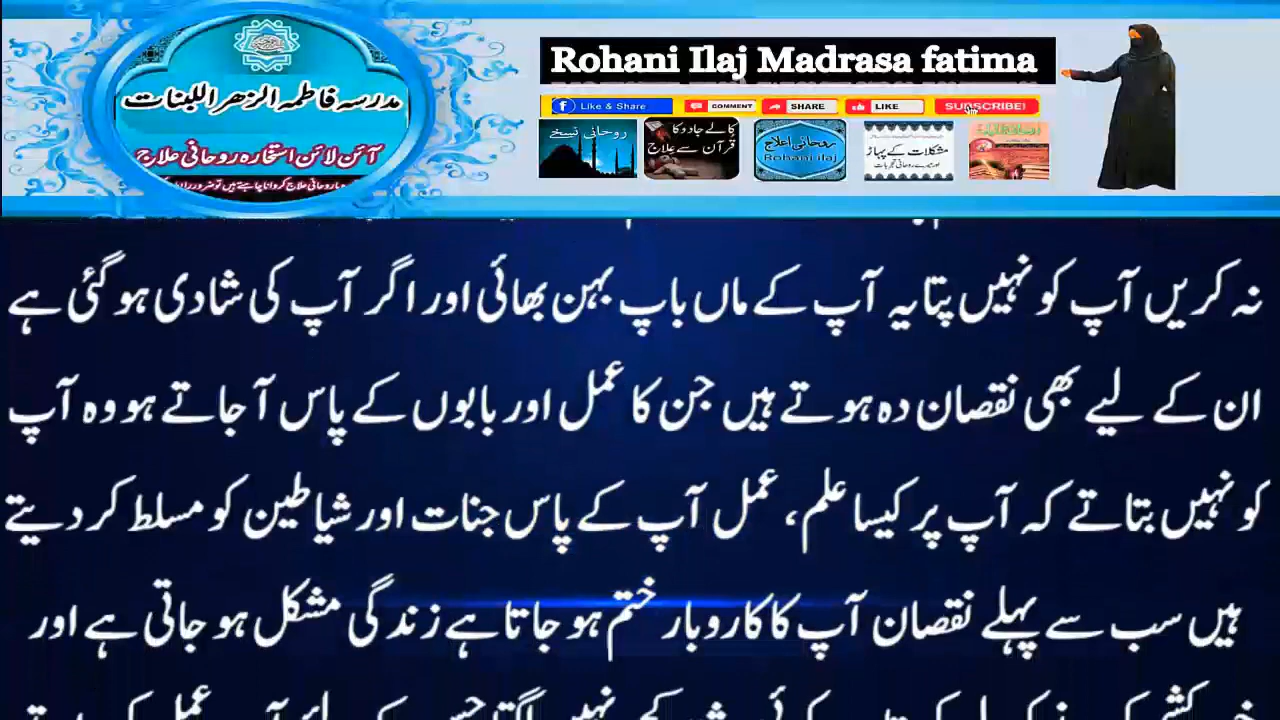 مدرسہ فاطمہ الزھرا للبنات
آئن لائن استخارہ روحانی علاج
Rohani Ilaj Madrasa fatima
Like & Share
COMMENT
SHARE
LIKE
SUBSCRIBE!
روحانی نسخ
کالے جادو کا
قرآن سے علاج
روحانی اعلاج
Rohani ilaj
مشکلات کے پہاڑ
نہ کریں آپ کو نہیں پتا یہ آپ کے ماں باپ بہن بھائی اور اگر آپ کی شادی ہو گئی ہے
ان کے لیے بھی نقصان دہ ہوتے ہیں جن کا عمل اور بابوں کے پاس آ جاتے ہو وہ آپ
کو نہیں بتاتے کہ آپ پر کیسا علم، عمل آپ کے پاس جنات اور شیاطین کو مسلط کر دیتے
ہیں سب سے پہلے نقصان آپ کا کاروبار ختم ہو جاتا ہے زندگی مشکل ہو جاتی ہے اور